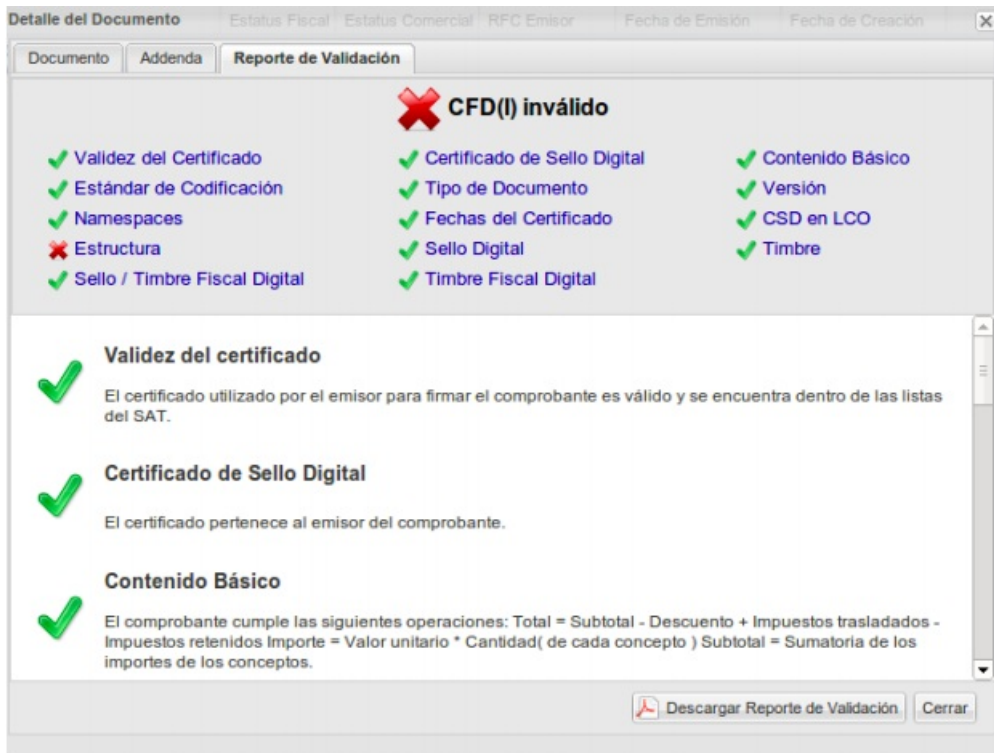 Detalle del Documento Estatus Fiscal Estatus Comercial RFC Emisor Fecha de Emisión Fecha de Creación
Documento Addenda Reporte de Validación
CFD(I) inválido
Validez del Certificado Certificado de Sello Digital Contenido Básico
Estándar de Codificación Tipo de Documento Versión
Namespaces Fechas del Certificado CSD en LCO
Estructura Sello Digital Timbre
Sello / Timbre Fiscal Digital Timbre Fiscal Digital
Validez del certificado
El certificado utilizado por el emisor para firmar el comprobante es válido y se encuentra dentro de las listas
del SAT.
Certificado de Sello Digital
El certificado pertenece al emisor del comprobante.
Contenido Básico
El comprobante cumple las siguientes operaciones: Total = Subtotal - Descuento + Impuestos trasladados -
Impuestos retenidos Importe = Valor unitario * Cantidad( de cada concepto ) Subtotal = Sumatoria de los
importes de los conceptos.
Descargar Reporte de Validación Cerrar